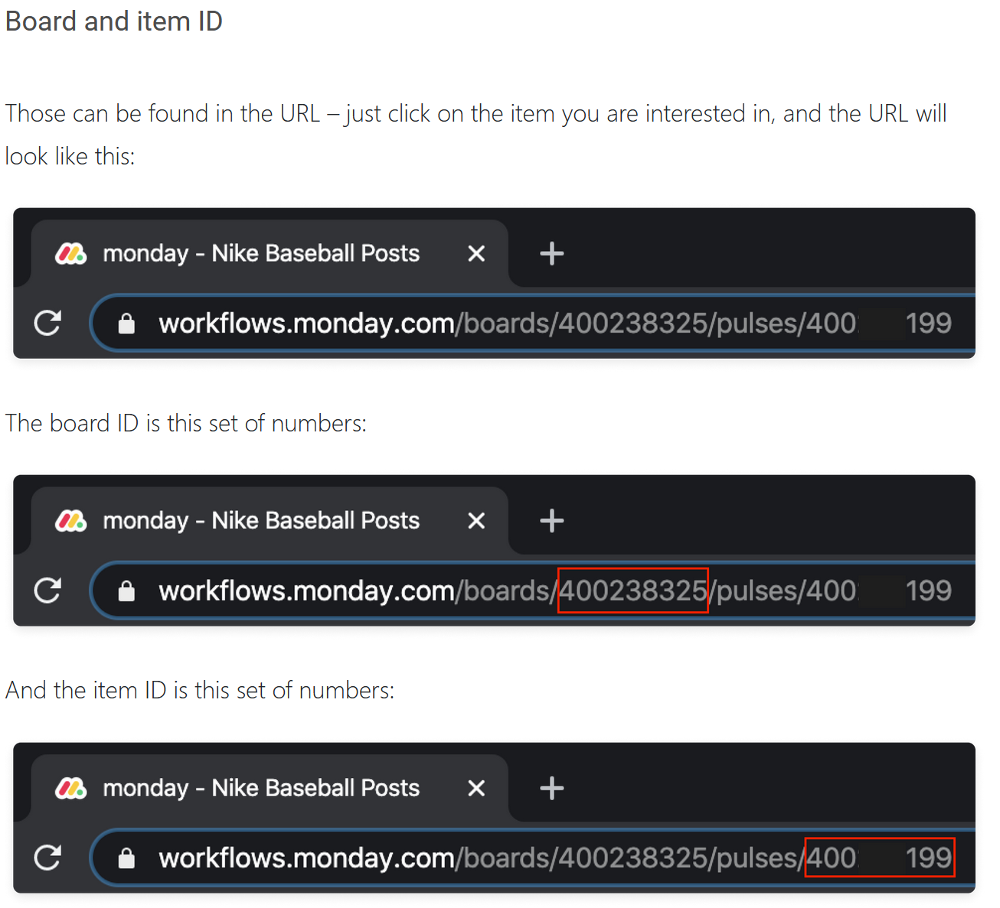 Board and item ID
Those can be found in the URL – just click on the item you are interested in, and the URL will
look like this:
monday - Nike Baseball Posts
workflows.monday.com/boards/400238325/pulses/400 199
The board ID is this set of numbers:
monday - Nike Baseball Posts
workflows.monday.com/boards/400238325/pulses/400 199
And the item ID is this set of numbers:
monday - Nike Baseball Posts
workflows.monday.com/boards/400238325/pulses/400 199